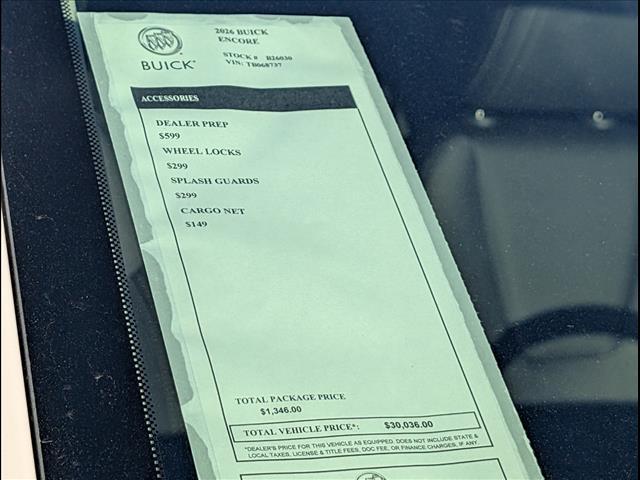 2026 BUICK
ENCORE
STOCK # B26030
VIN: TB068737
BUICK
ACCESSORIES
DEALER PREP
$599
WHEEL LOCKS
$299
SPLASH GUARDS
$299
CARGO NET
$149
TOTAL PACKAGE PRICE
$1,346.00
TOTAL VEHICLE PRICE*: $30,036.00
*DEALER'S PRICE FOR THIS VEHICLE AS EQUIPPED. DOES NOT INCLUDE STATE &
LOCAL TAXES, LICENSE & TITLE FEES, DOC FEE, OR FINANCE CHARGES, IF ANY.